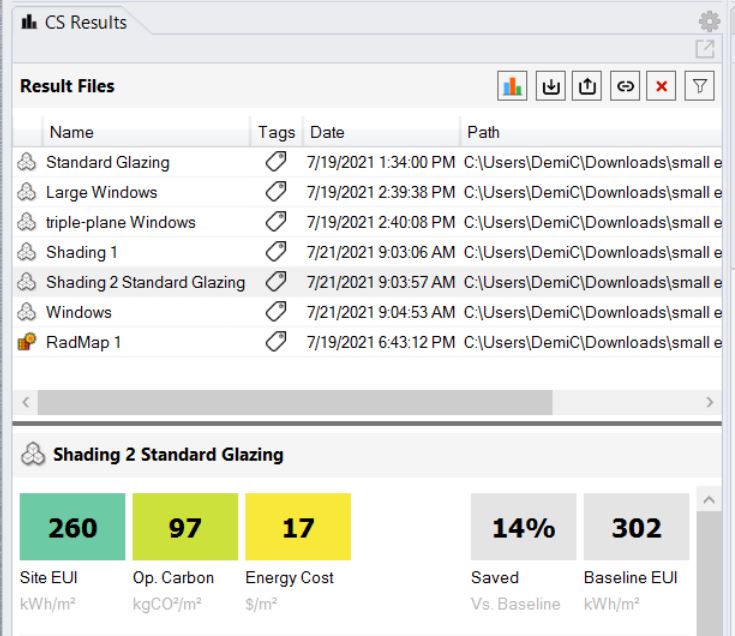 CS Results
Result Files
Name Tags Date Path
Standard Glazing 7/19/2021 1:34:00 PM C:\Users\DemiC\Downloads\small e
Large Windows 7/19/2021 2:39:38 PM C:\Users\DemiC\Downloads\small e
triple-plane Windows 7/19/2021 2:40:08 PM C:\Users\DemiC\Downloads\small e
Shading 1 7/21/2021 9:03:06 AM C:\Users\DemiC\Downloads\small e
Shading 2 Standard Glazing 7/21/2021 9:03:57 AM C:\Users\DemiC\Downloads\small e
Windows 7/21/2021 9:04:53 AM C:\Users\DemiC\Downloads\small e
RadMap 1 7/19/2021 6:43:12 PM C:\Users\DemiC\Downloads\small e
Shading 2 Standard Glazing
260 97 17 14% 302
Site EUI Op. Carbon Energy Cost Saved Baseline EUI
kWh/m² kgCO²/m² $/m² Vs. Baseline kWh/m²